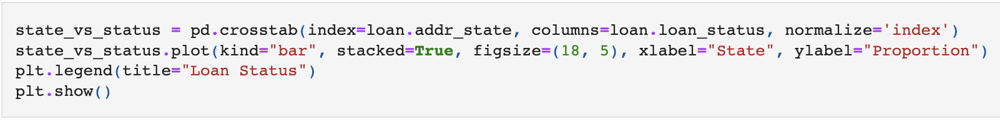 state_vs_status = pd.crosstab(index=loan.addr_state, columns=loan.loan_status, normalize='index')
state_vs_status.plot(kind="bar", stacked=True, figsize=(18, 5), xlabel="State", ylabel="Proportion")
plt.legend(title="Loan Status")
plt.show()